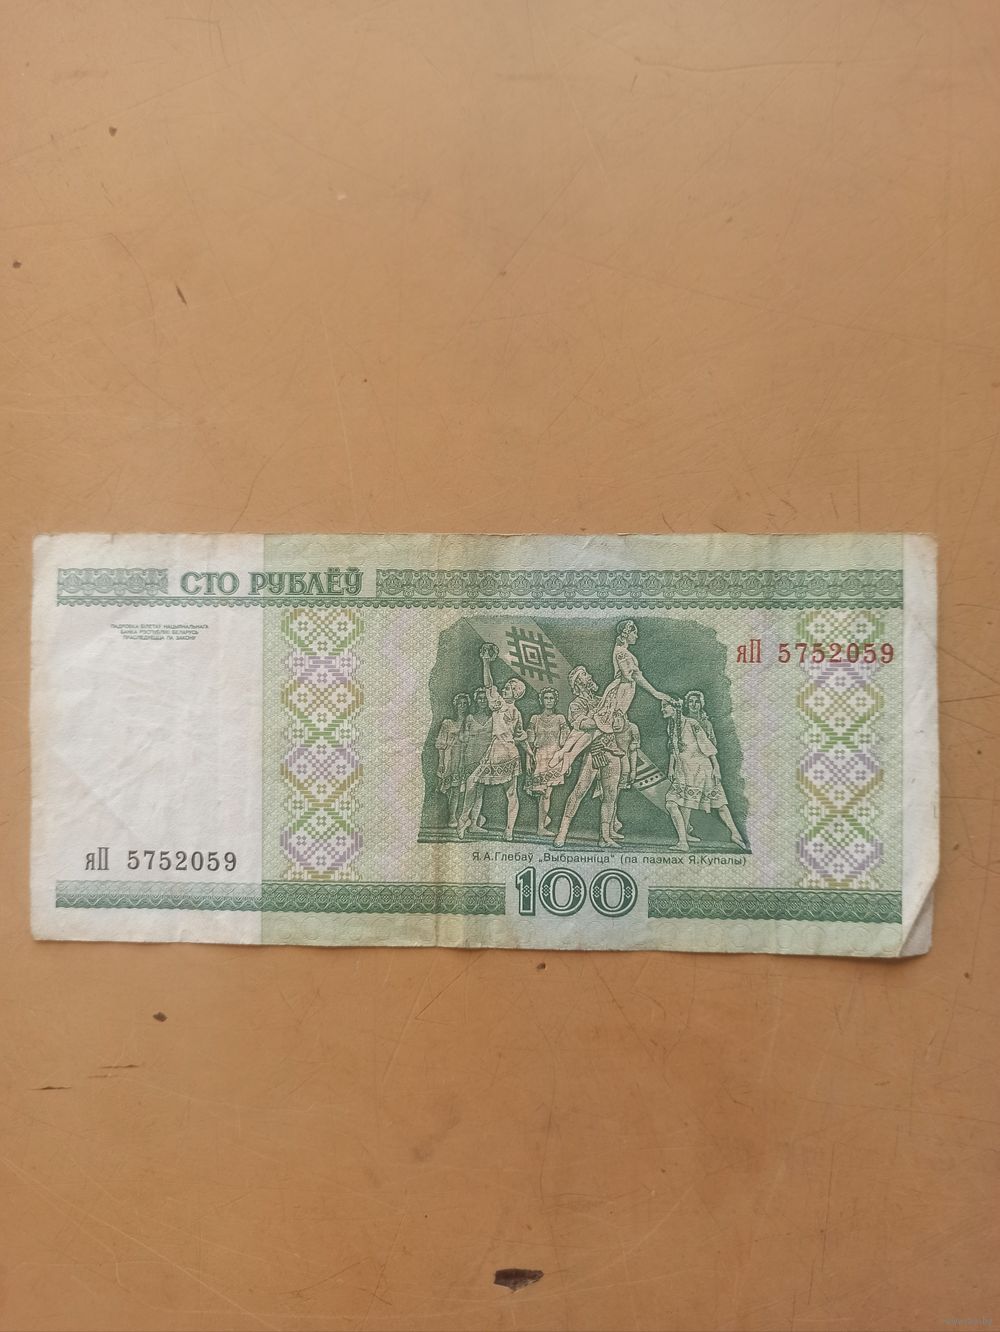 СТО РУБЛЁЎ
ПАДРОБКА БІЛЕТАЎ НАЦЫЯНАЛЬНАГА
БАНКА РЭСПУБЛІКІ БЕЛАРУСЬ
ПРАСЛЕДУЕЦЦА ПА ЗАКОНУ
яП 5752059
яП 5752059
Я.А.Глебаў „Выбранніца“ (па паэмах Я.Купалы)
100